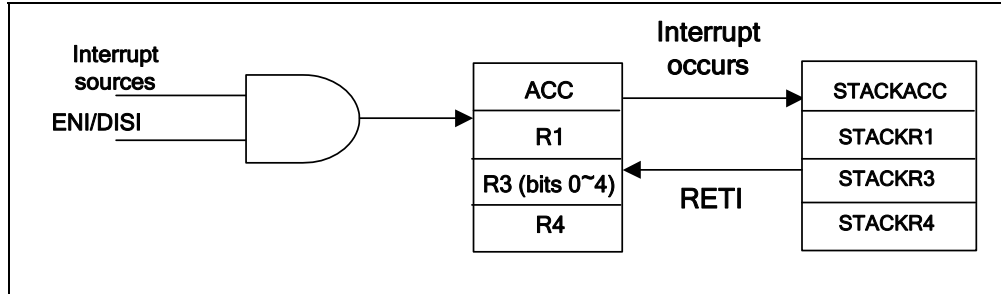 Interrupt
sources
ENI/DISI
ACC
R1
R3 (bits 0~4)
R4
Interrupt
occurs
RETI
STACKACC
STACKR1
STACKR3
STACKR4